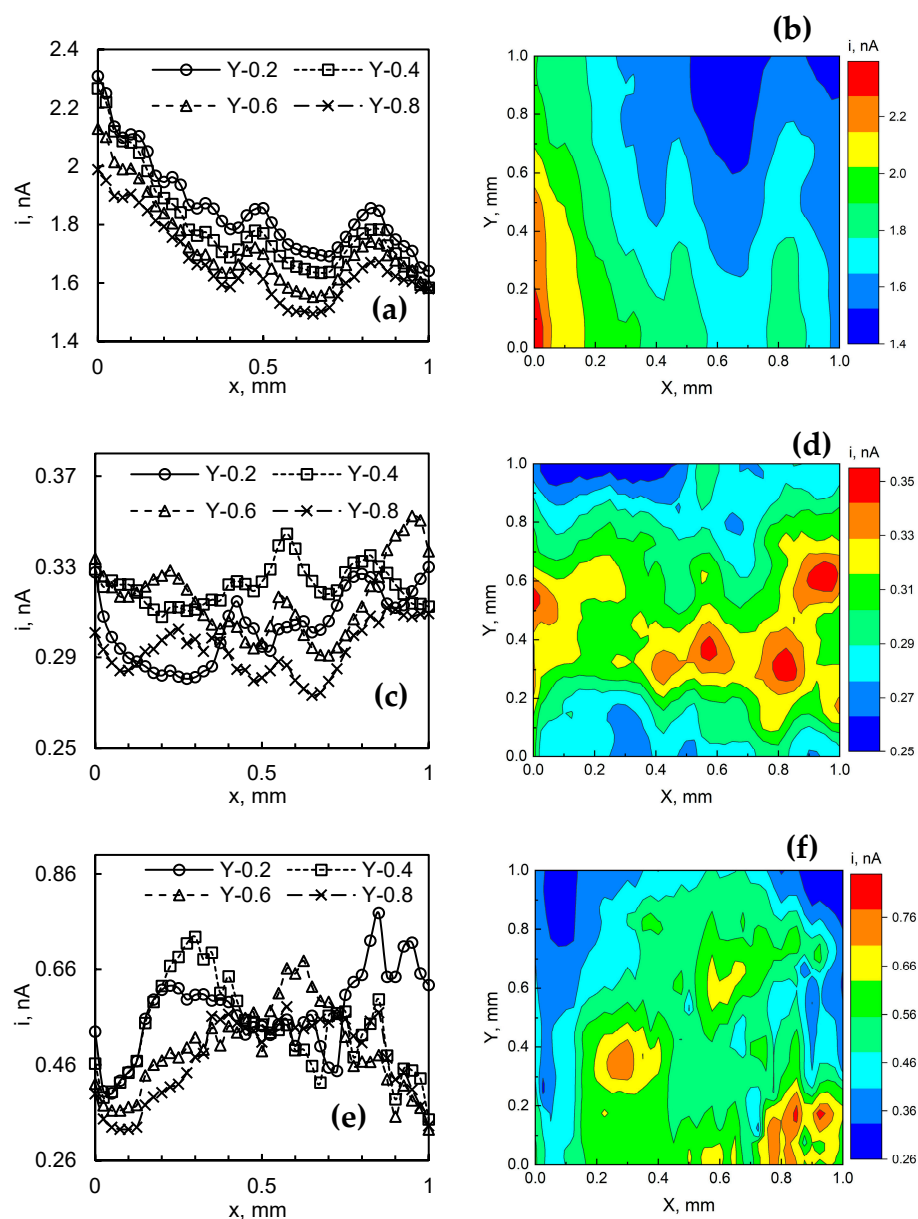 (b)
2.4
2.2
2
1.8
1.6
1.4
i, nA
Y-0.2 Y-0.4
Y-0.6 Y-0.8
(a)
0 0.5 1
x, mm
i, nA
1.0
0.8
0.6
0.4
0.2
0.0
Y, mm
0.0 0.2 0.4 0.6 0.8 1.0
X, mm
2.2
2.0
1.8
1.6
1.4
(d)
0.37
0.33
0.29
0.25
i, nA
Y-0.2 Y-0.4
Y-0.6 Y-0.8
(c)
0 0.5 1
x, mm
i, nA
1.0
0.8
0.6
0.4
0.2
0.0
Y, mm
0.0 0.2 0.4 0.6 0.8 1.0
X, mm
0.35
0.33
0.31
0.29
0.27
0.25
(f)
0.86
0.66
0.46
0.26
i, nA
Y-0.2 Y-0.4
Y-0.6 Y-0.8
(e)
0 0.5 1
x, mm
i, nA
1.0
0.8
0.6
0.4
0.2
0.0
Y, mm
0.0 0.2 0.4 0.6 0.8 1.0
X, mm
0.76
0.66
0.56
0.46
0.36
0.26